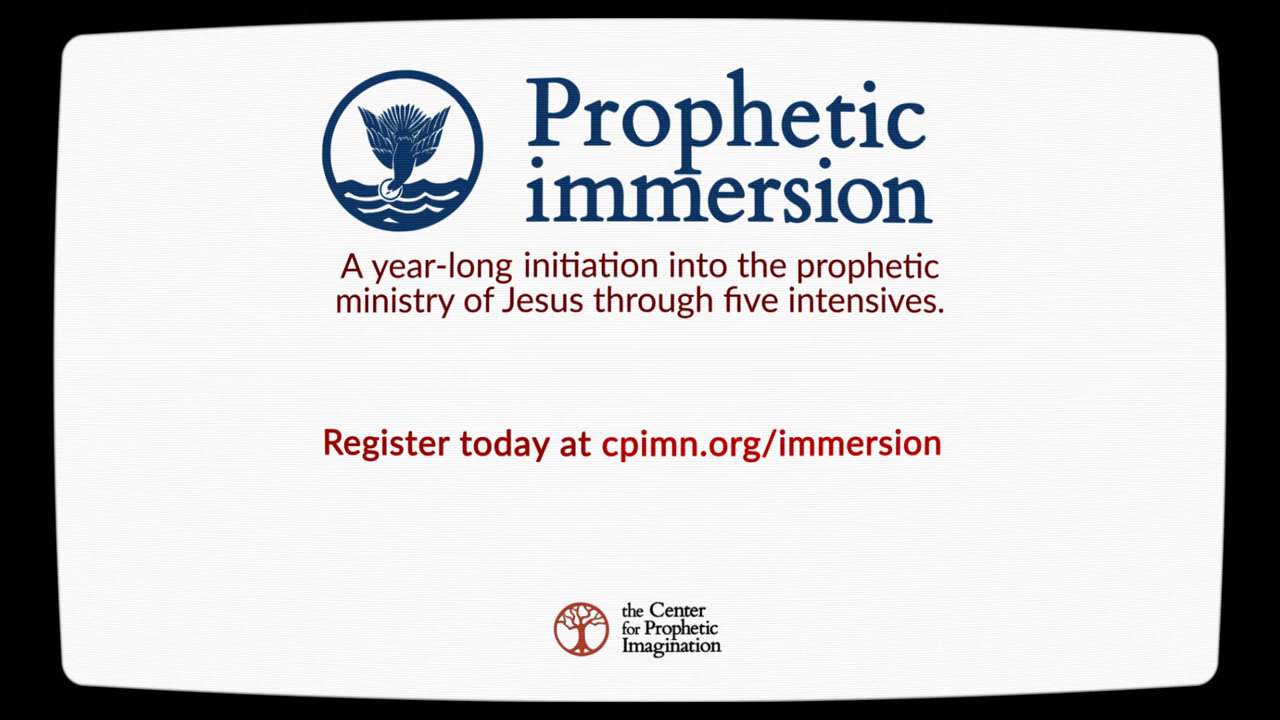 Prophetic
immersion
A year-long initiation into the prophetic
ministry of Jesus through five intensives.
Register today at cpimn.org/immersion
the Center
for Prophetic
Imagination